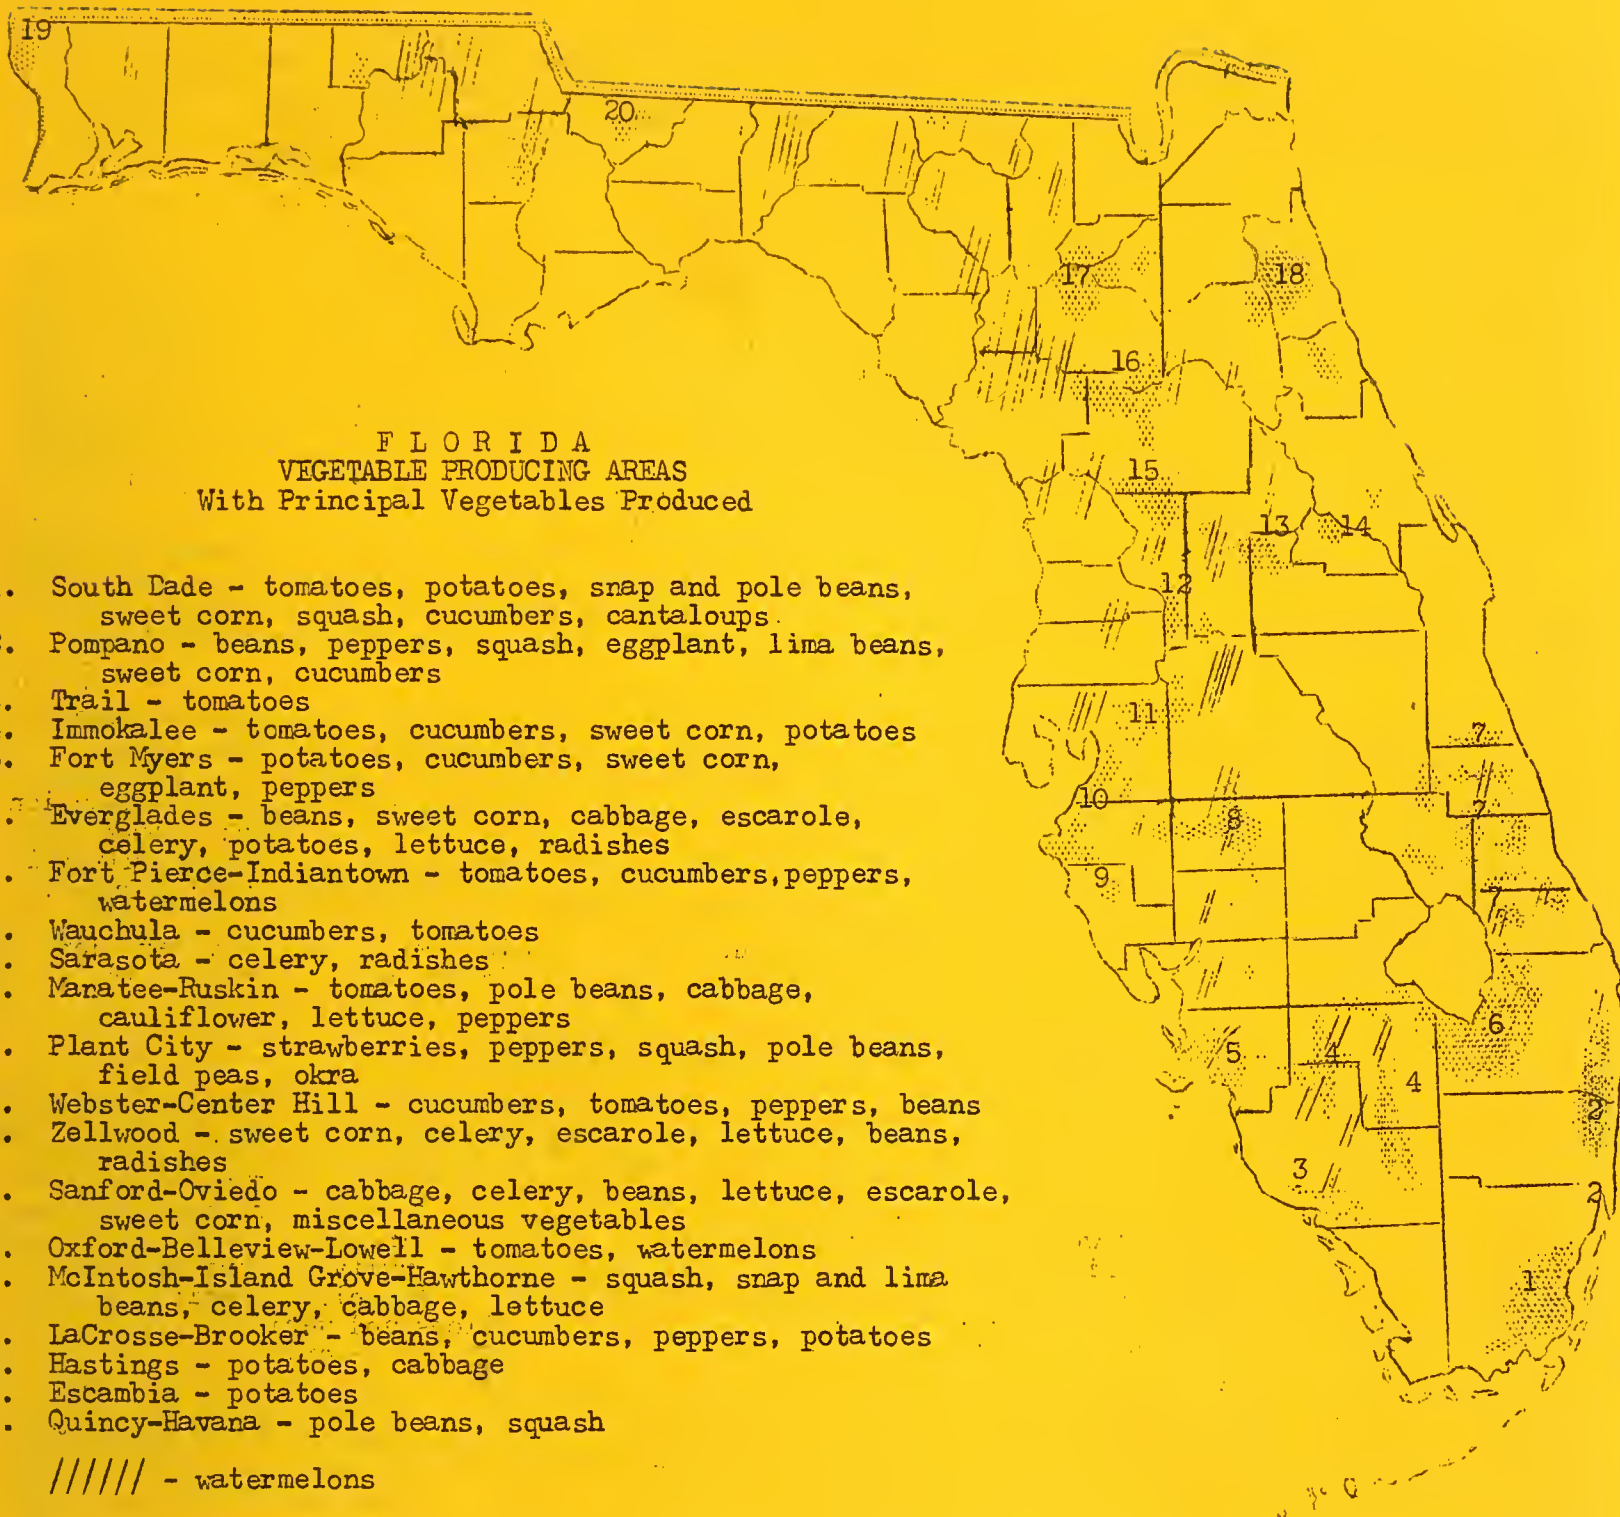 19
20
17
18
16
F L O R I D A
VEGETABLE PRODUCING AREAS
With Principal Vegetables Produced
15
13
14
12
. South Dade - tomatoes, potatoes, snap and pole beans,
sweet corn, squash, cucumbers, cantaloups
. Pompano - beans, peppers, squash, eggplant, lima beans,
sweet corn, cucumbers
. Trail - tomatoes
. Immokalee - tomatoes, cucumbers, sweet corn, potatoes
. Fort Myers - potatoes, cucumbers, sweet corn,
eggplant, peppers
. Everglades - beans, sweet corn, cabbage, escarole,
celery, potatoes, lettuce, radishes
. Fort Pierce-Indiantown - tomatoes, cucumbers,peppers,
watermelons
. Wauchula - cucumbers, tomatoes
. Sarasota - celery, radishes
. Manatee-Ruskin - tomatoes, pole beans, cabbage,
cauliflower, lettuce, peppers
. Plant City - strawberries, peppers, squash, pole beans,
field peas, okra
. Webster-Center Hill - cucumbers, tomatoes, peppers, beans
. Zellwood - sweet corn, celery, escarole, lettuce, beans,
radishes
. Sanford-Oviedo - cabbage, celery, beans, lettuce, escarole,
sweet corn, miscellaneous vegetables
. Oxford-Belleview-Lowell - tomatoes, watermelons
. McIntosh-Island Grove-Hawthorne - squash, snap and lima
beans, celery, cabbage, lettuce
. LaCrosse-Brooker - beans, cucumbers, peppers, potatoes
. Hastings - potatoes, cabbage
. Escambia - potatoes
. Quincy-Havana - pole beans, squash
////// - watermelons
11
7
10
7
8
9
7
6
5
4
4
2
3
2
1